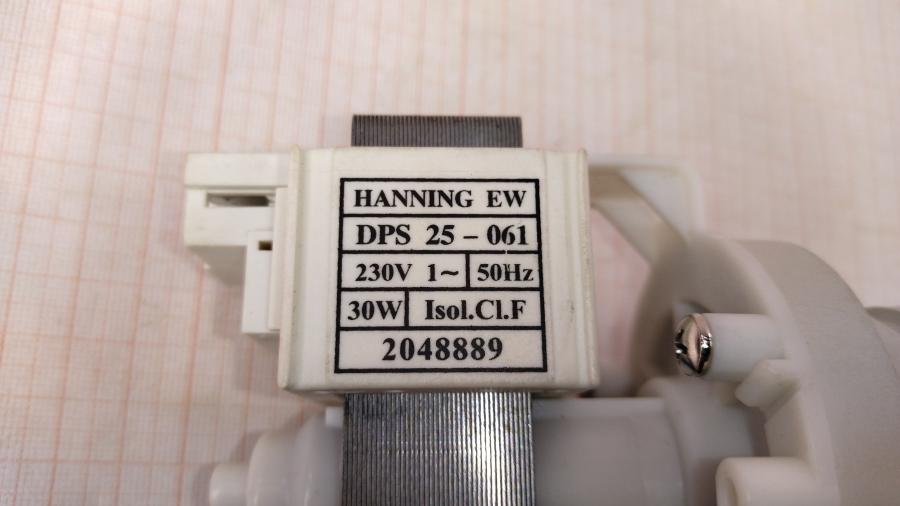 HANNING EW
DPS 25 - 061
230V 1~ 50Hz
30W Isol.Cl.F
2048889